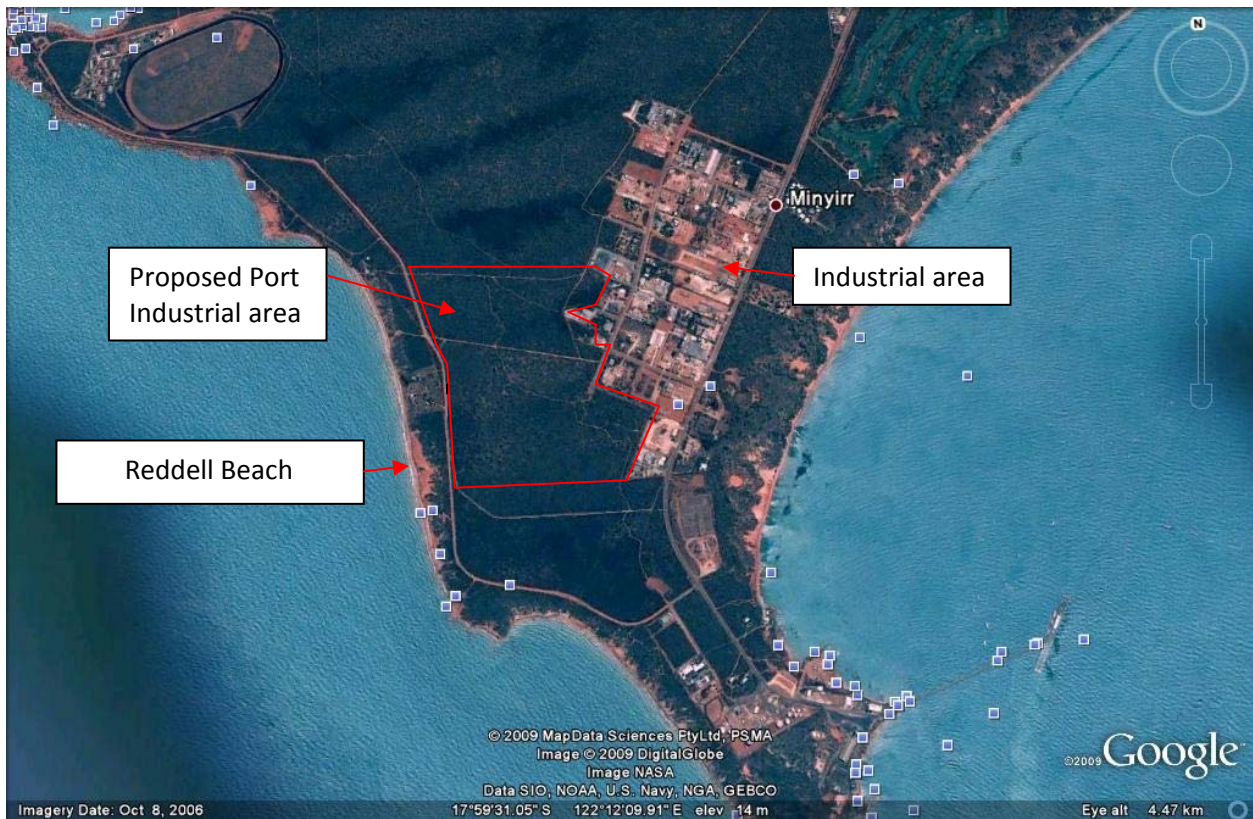 N
Minyirr
Proposed Port
Industrial area
Industrial area
Reddell Beach
© 2009 MapData Sciences PtyLtd, PSMA
Image © 2009 DigitalGlobe
Image NASA
Data SIO, NOAA, U.S. Navy, NGA, GEBCO
©2009 Google
Imagery Date: Oct 8, 2006
17°59'31.05" S 122°12'09.91" E elev 14 m
Eye alt 4.47 km